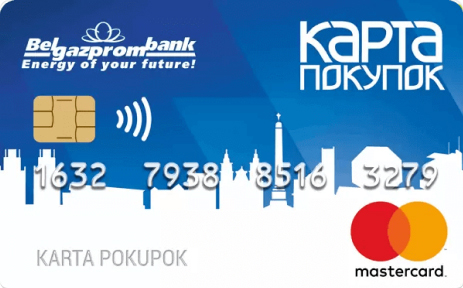 Belgazprombank
Energy of your future!
КАРТА
ПОКУПОК
1632 7938 8516 3279
KARTA POKUPOK
mastercard.